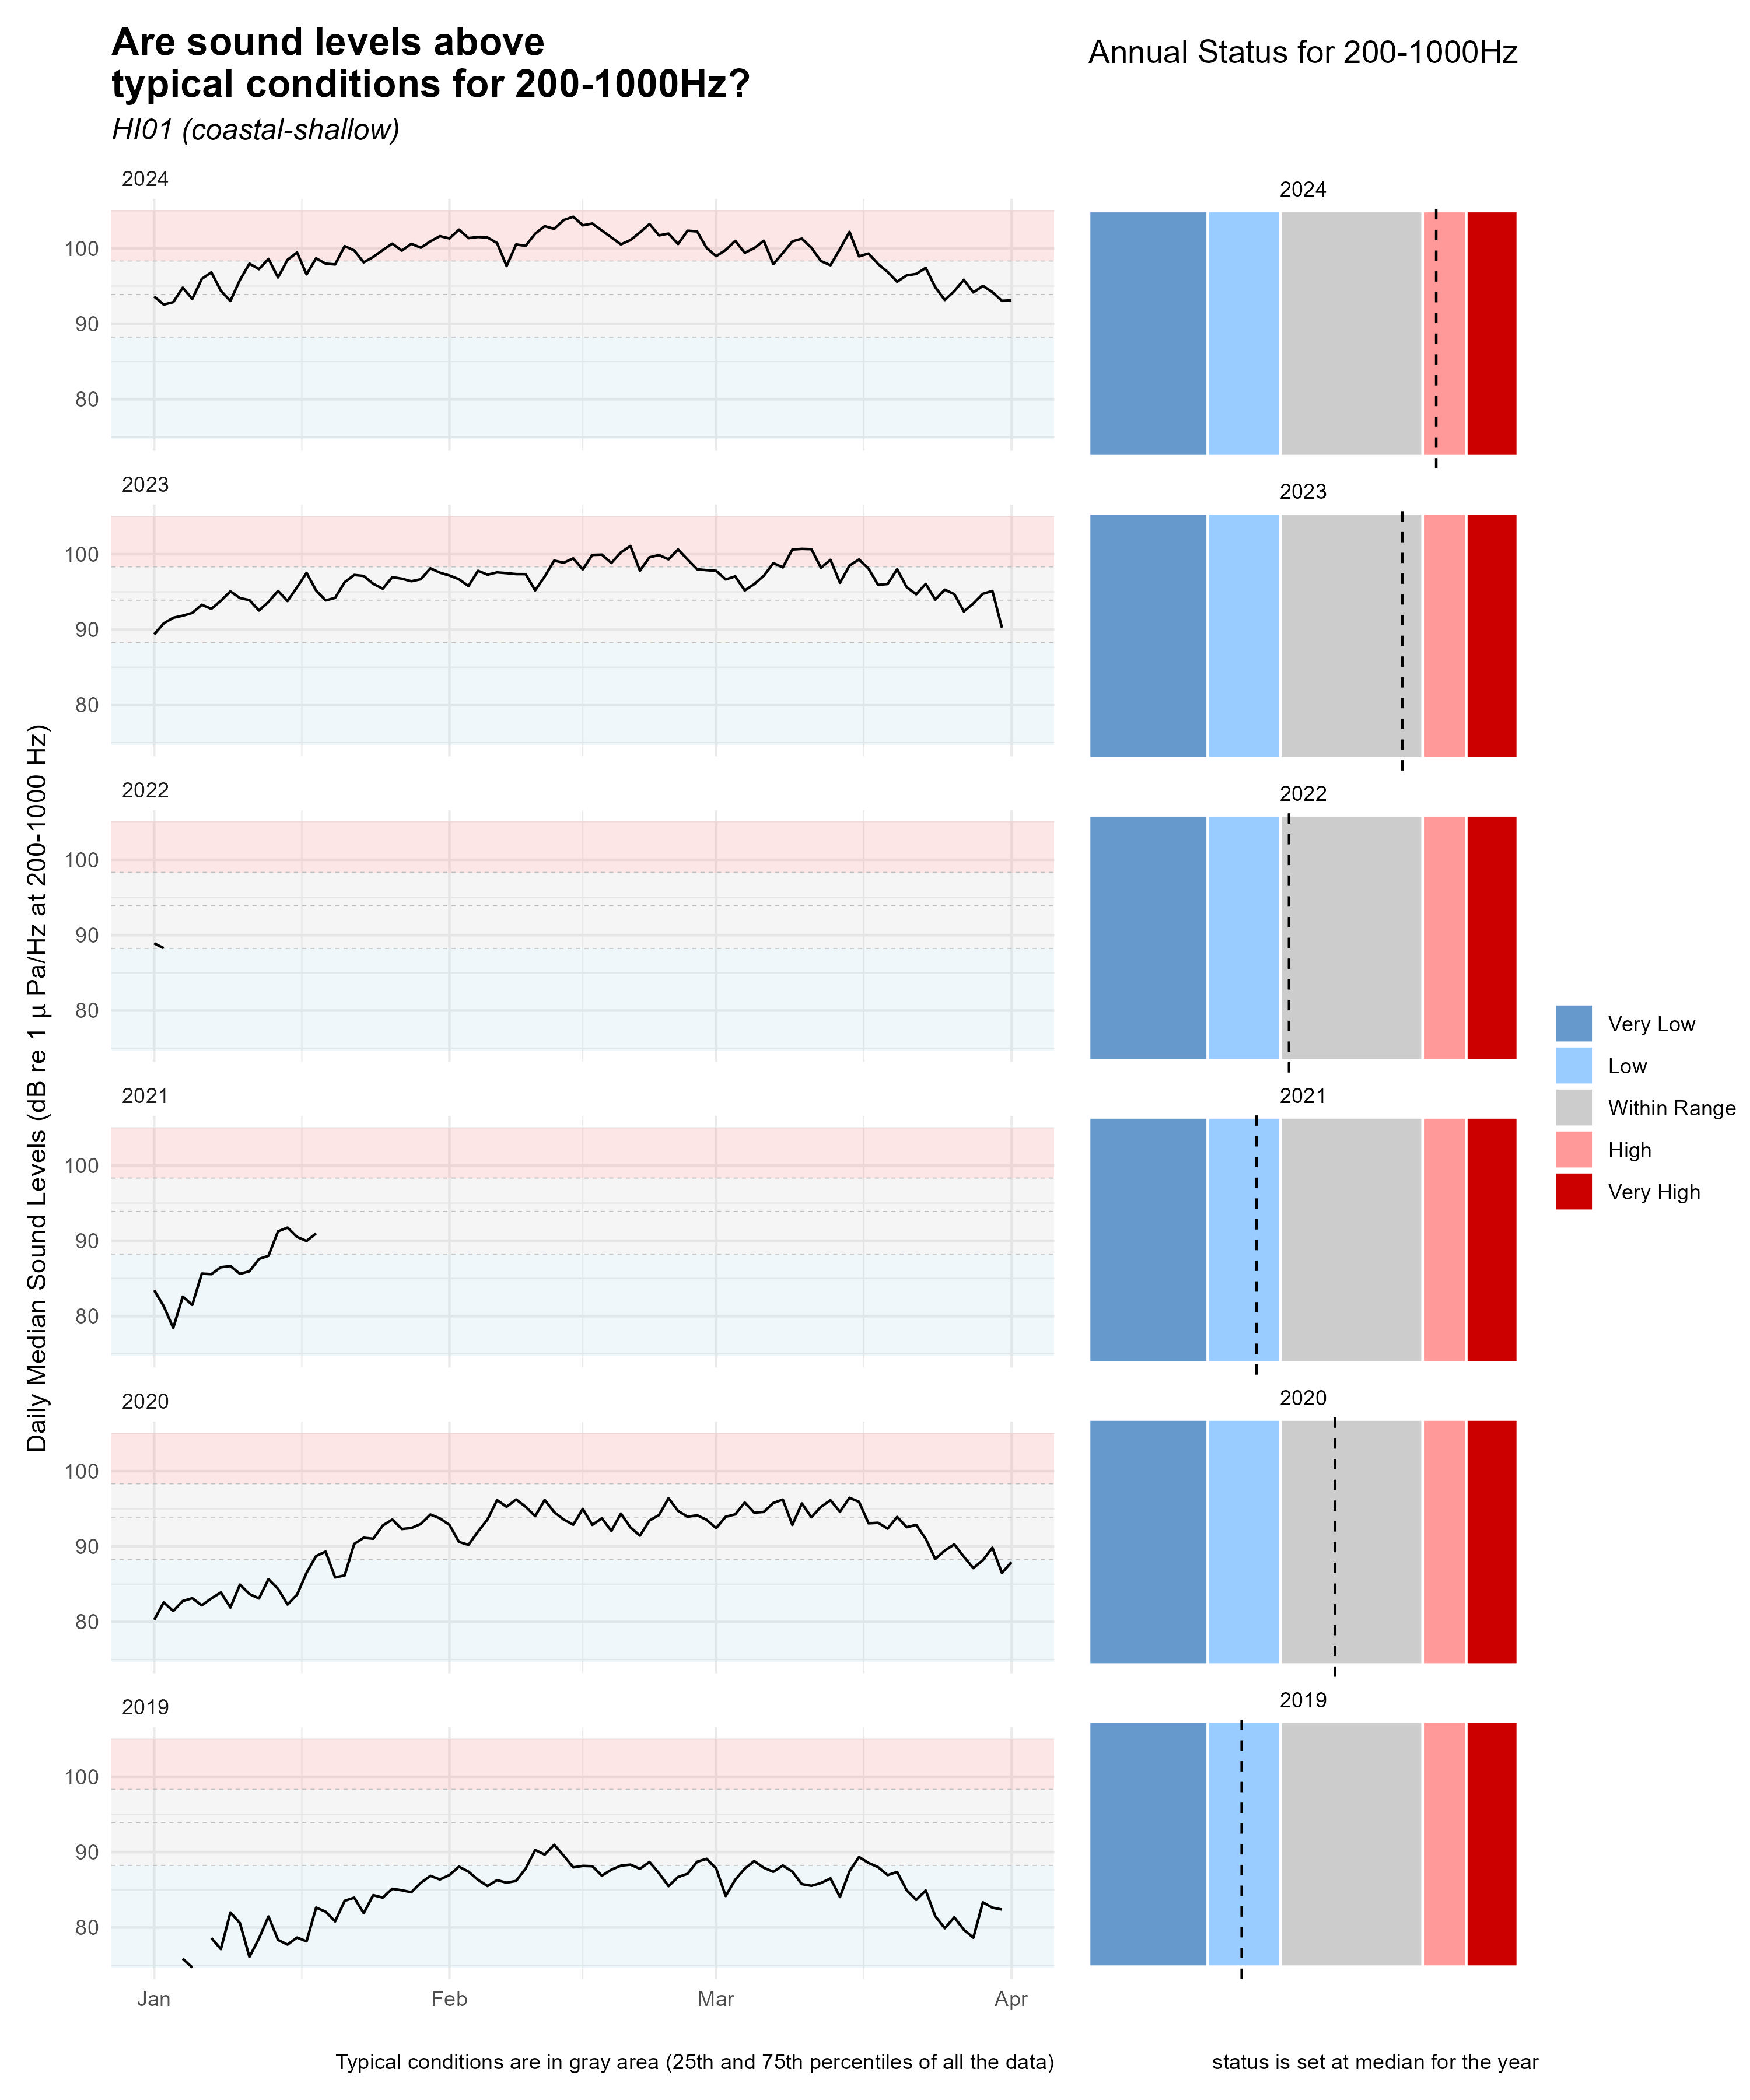 Are sound levels above
typical conditions for 200-1000Hz?
HI01 (coastal-shallow)
Annual Status for 200-1000Hz
Daily Median Sound Levels (dB re 1 μ Pa/Hz at 200-1000 Hz)
2024
100
90
80
2023
100
90
80
2022
100
90
80
2021
100
90
80
2020
100
90
80
2019
100
90
80
Jan
Feb
Mar
Apr
2024
2023
2022
2021
2020
2019
Very Low
Low
Within Range
High
Very High
Typical conditions are in gray area (25th and 75th percentiles of all the data)
status is set at median for the year